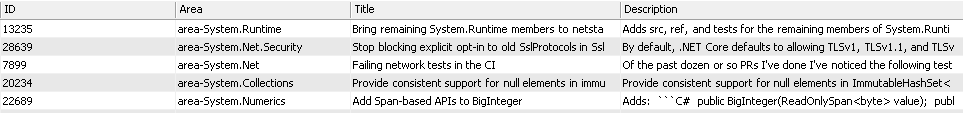 ID Area Title Description
13235 area-System.Runtime Bring remaining System.Runtime members to netsta Adds src, ref, and tests for the remaining members of System.Runti
28639 area-System.Net.Security Stop blocking explicit opt-in to old SslProtocols in Ssl By default, .NET Core defaults to allowing TLSv1, TLSv1.1, and TLSv
7899 area-System.Net Failing network tests in the CI Of the past dozen or so PRs I've done I've noticed the following test
20234 area-System.Collections Provide consistent support for null elements in immu Provide consistent support for null elements in ImmutableHashSet<
22689 area-System.Numerics Add Span-based APIs to BigInteger Adds: ```C# public BigInteger(ReadOnlySpan<byte> value); publ